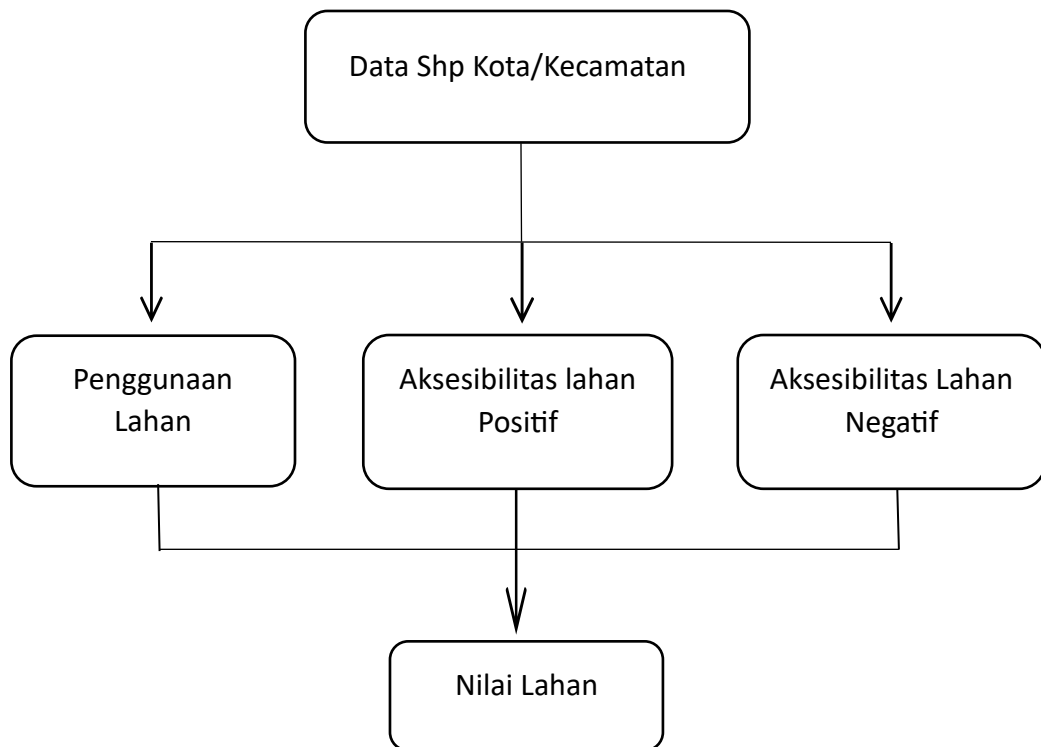 Data Shp Kota/Kecamatan
Penggunaan
Lahan
Aksesibilitas lahan
Positif
Aksesibilitas Lahan
Negatif
Nilai Lahan